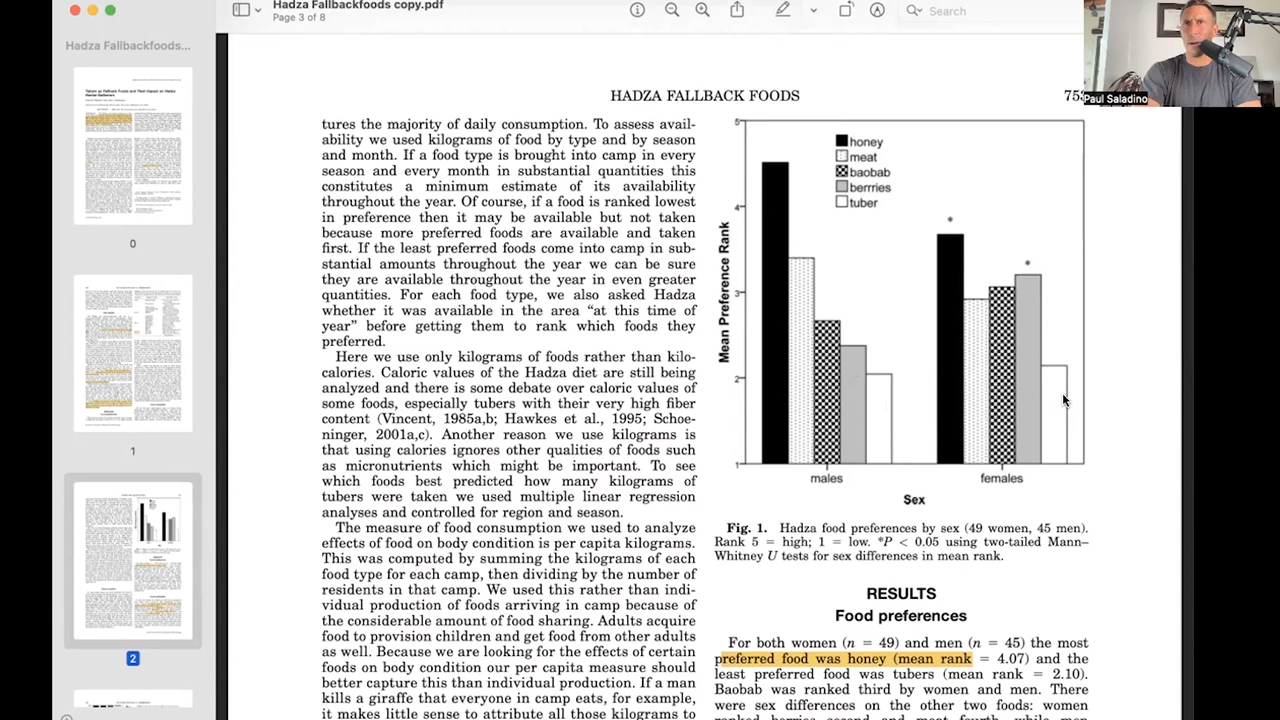 Hadza Fallbackfoods copy.pdf
Page 3 of 8
Search
Paul Saladino
Hadza Fallbackfoods...
0
1
2
HADZA FALLBACK FOODS
tures the majority of daily consumption. To assess avail-
ability we used kilograms of food by type and by season
and month. If a food type is brought into camp in every
season and every month in substantial quantities this
constitutes a minimum estimate of its availability
throughout the year. Of course, if a food is ranked lowest
in preference then it may be available but not taken
because more preferred foods are available and taken
first. If the least preferred foods come into camp in sub-
stantial amounts throughout the year we can be sure
they are available throughout the year in even greater
quantities. For each food type, we also asked Hadza
whether it was available in the area “at this time of
year” before getting them to rank which foods they
preferred.
Here we use only kilograms of foods rather than kilo-
calories. Caloric values of the Hadza diet are still being
analyzed and there is some debate over caloric values of
some foods, especially tubers with their very high fiber
content (Vincent, 1985a,b; Hawkes et al., 1995; Schoe-
ninger, 2001a,c). Another reason we use kilograms is
that using calories ignores other qualities of foods such
as micronutrients which might be important. To see
which foods best predicted how many kilograms of
tubers were taken we used multiple linear regression
analyses and controlled for region and season.
The measure of food consumption we used to analyze
effects of food on body condition is per capita kilograms.
This was computed by summing the kilograms of each
food type for each camp, then dividing by the number of
residents in that camp. We used this rather than indi-
vidual production of foods arriving in camp because of
the considerable amount of food sharing. Adults acquire
food to provision children and get food from other adults
as well. Because we are looking for the effects of certain
foods on body condition our per capita measure should
better capture this than individual production. If a man
kills a giraffe that everyone in camp eats, for example,
it makes little sense to attribute all those kilograms to
5
4
3
2
1
Mean Preference Rank
honey
meat
baobab
berrries
tuber
*
*
males
females
Sex
Fig. 1. Hadza food preferences by sex (49 women, 45 men).
Rank 5 = high; 1 = low. *P < 0.05 using two-tailed Mann–
Whitney U tests for sex differences in mean rank.
RESULTS
Food preferences
For both women (n = 49) and men (n = 45) the most
preferred food was honey (mean rank = 4.07) and the
least preferred food was tubers (mean rank = 2.10).
Baobab was ranked third by women and men. There
were sex differences on the other two foods: women
ranked berries second and meat fourth, while men